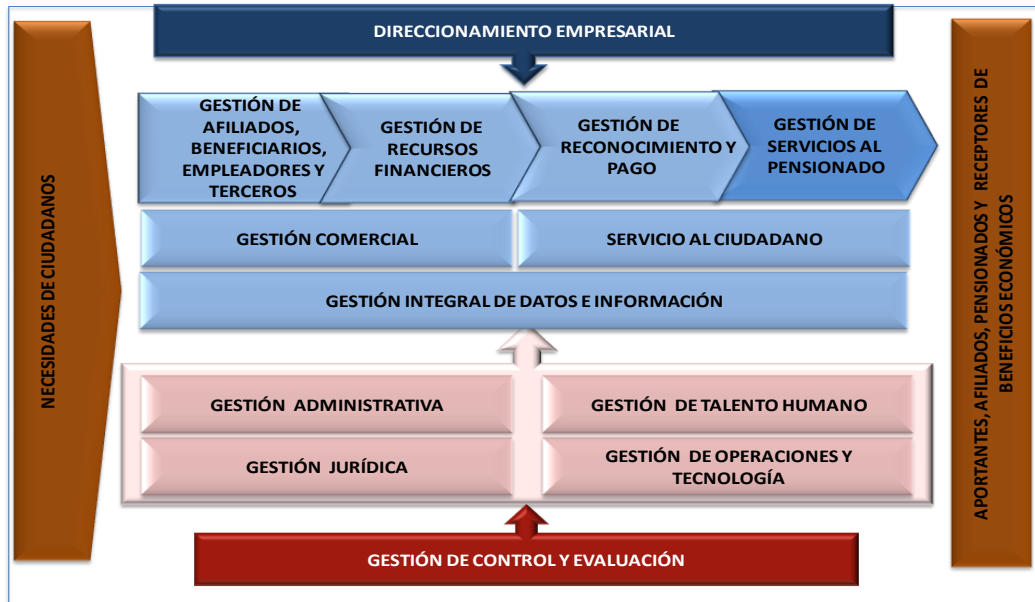 DIRECCIONAMIENTO EMPRESARIAL
NECESIDADES DE CIUDADANOS
GESTIÓN DE
AFILIADOS,
BENEFICIARIOS,
EMPLEADORES Y
TERCEROS
GESTIÓN DE
RECURSOS
FINANCIEROS
GESTIÓN DE
RECONOCIMIENTO Y
PAGO
GESTIÓN DE
SERVICIOS AL
PENSIONADO
GESTIÓN COMERCIAL
SERVICIO AL CIUDADANO
GESTIÓN INTEGRAL DE DATOS E INFORMACIÓN
GESTIÓN ADMINISTRATIVA
GESTIÓN DE TALENTO HUMANO
GESTIÓN JURÍDICA
GESTIÓN DE OPERACIONES Y
TECNOLOGÍA
GESTIÓN DE CONTROL Y EVALUACIÓN
APORTANTES, AFILIADOS, PENSIONADOS Y RECEPTORES DE
BENEFICIOS ECONÓMICOS